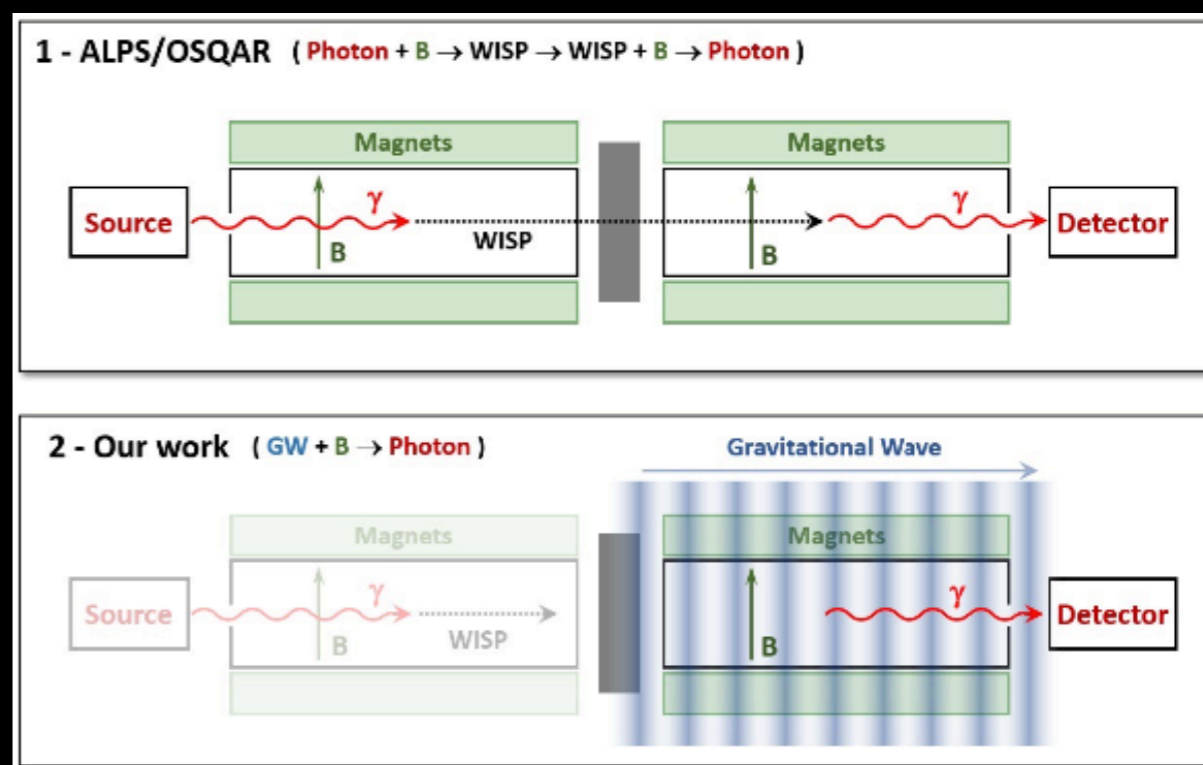 1 - ALPS/OSQAR ( Photon + B → WISP → WISP + B → Photon )
Magnets
Magnets
Source
γ
B
WISP
B
γ
Detector
2 - Our work ( GW + B → Photon )
Gravitational Wave
Magnets
Magnets
Source
γ
B
WISP
B
γ
Detector